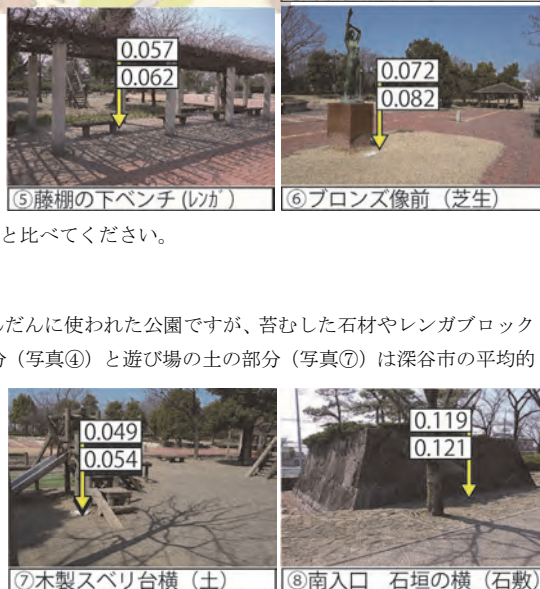 0.057
0.062
⑤藤棚の下ベンチ(ﾚﾝｶﾞ)
0.072
0.082
⑥ブロンズ像前（芝生）
と比べてください。
んだんに使われた公園ですが、苔むした石材やレンガブロック
分（写真④）と遊び場の土の部分（写真⑦）は深谷市の平均的
0.049
0.054
⑦木製スベリ台横（土）
0.119
0.121
⑧南入口　石垣の横（石敷）